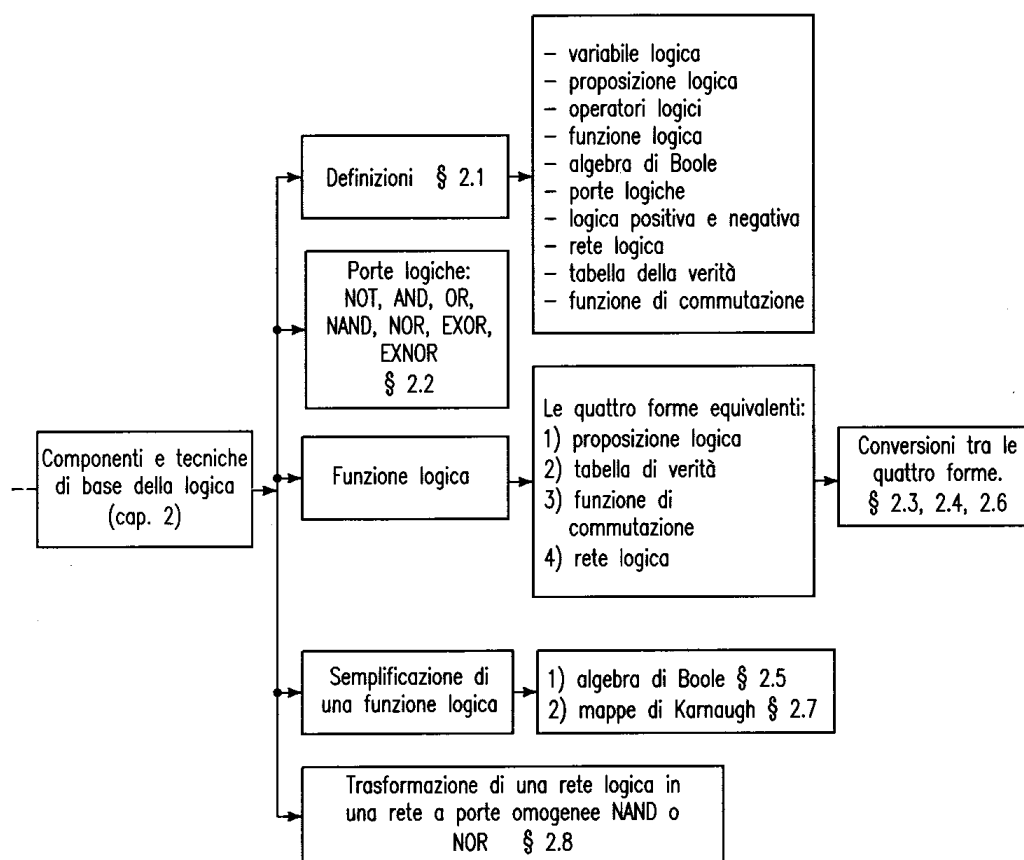 – variabile logica
– proposizione logica
– operatori logici
– funzione logica
– algebra di Boole
– porte logiche
– logica positiva e negativa
– rete logica
– tabella della verità
– funzione di commutazione
Definizioni § 2.1
Porte logiche:
NOT, AND, OR,
NAND, NOR, EXOR,
EXNOR
§ 2.2
Componenti e tecniche
di base della logica
(cap. 2)
Funzione logica
Le quattro forme equivalenti:
1) proposizione logica
2) tabella di verità
3) funzione di
commutazione
4) rete logica
Conversioni tra le
quattro forme.
§ 2.3, 2.4, 2.6
Semplificazione di
una funzione logica
1) algebra di Boole § 2.5
2) mappe di Karnaugh § 2.7
Trasformazione di una rete logica in
una rete a porte omogenee NAND o
NOR § 2.8